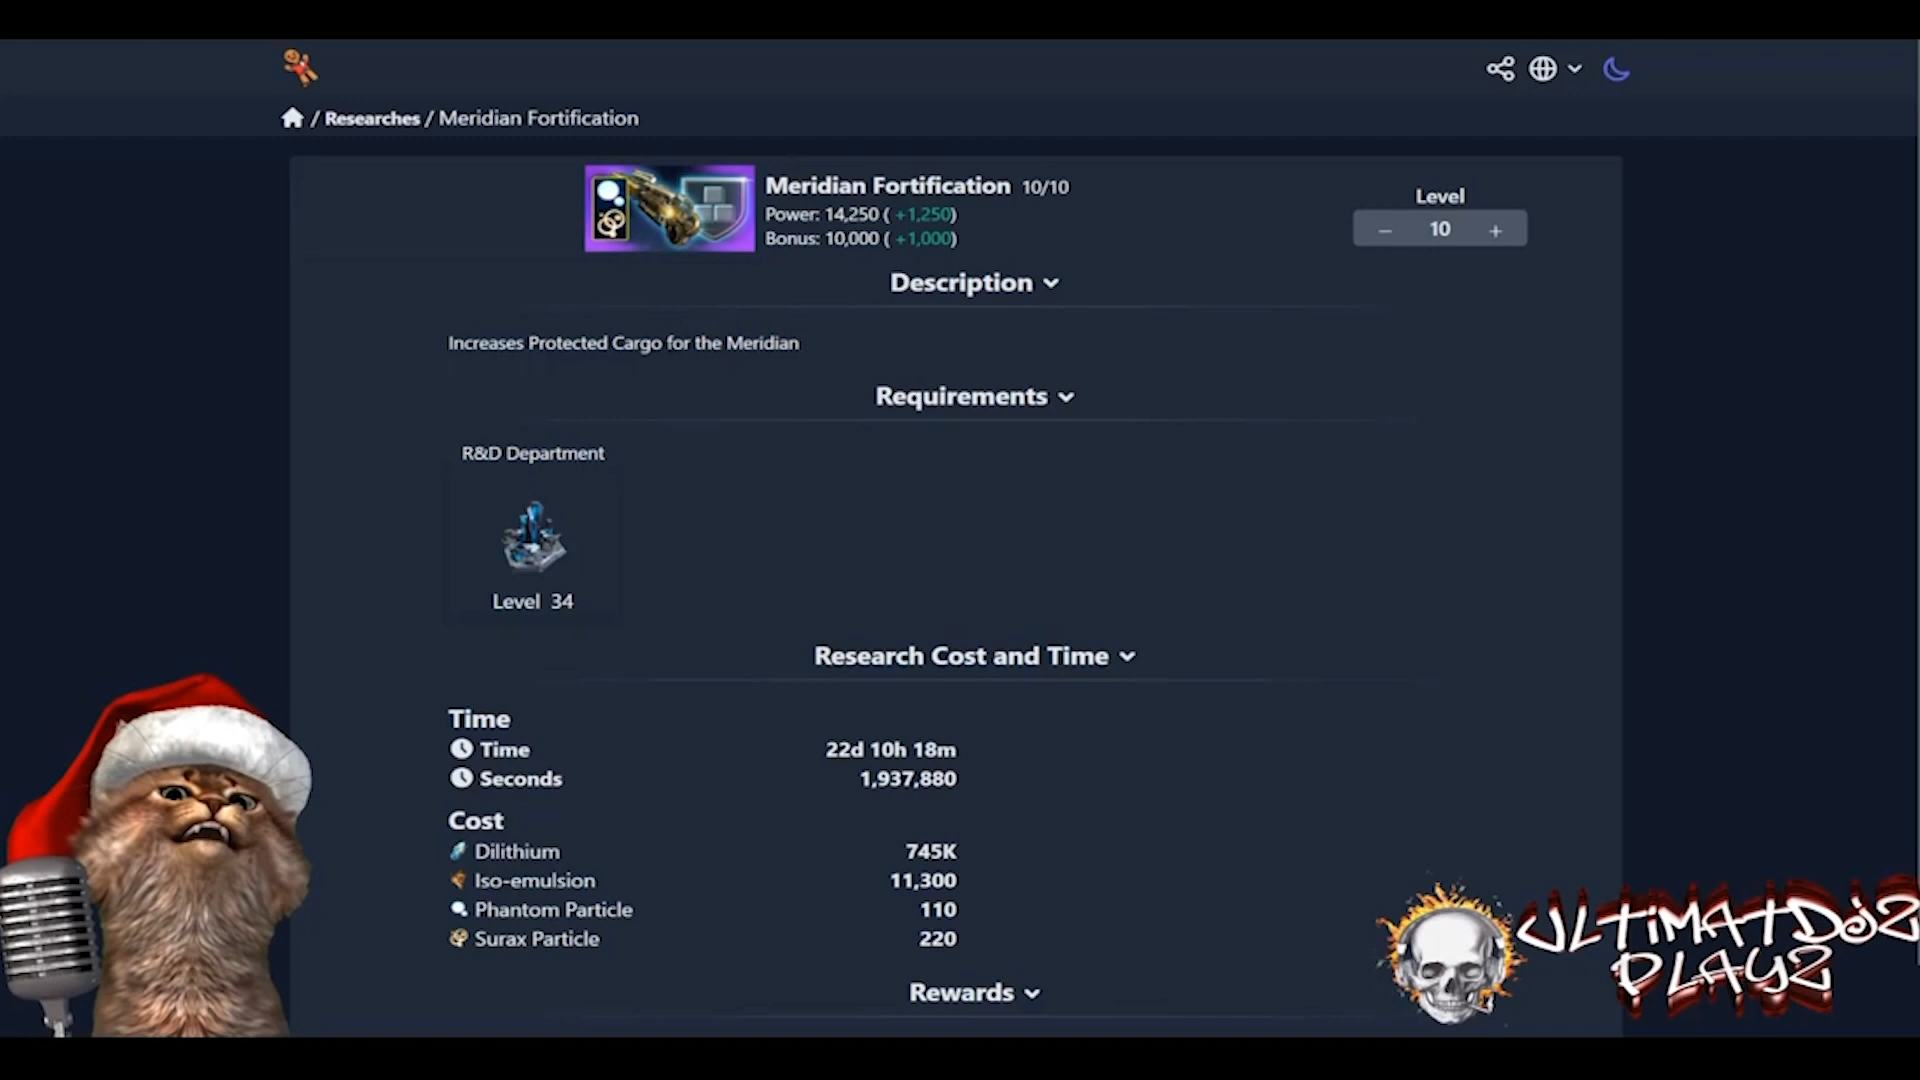 / Researches / Meridian Fortification
Meridian Fortification 10/10
Power: 14,250 ( +1,250)
Bonus: 10,000 ( +1,000)
Level
– 10 +
Description
Increases Protected Cargo for the Meridian
Requirements
R&D Department
Level 34
Research Cost and Time
Time
Time 22d 10h 18m
Seconds 1,937,880
Cost
Dilithium 745K
Iso-emulsion 11,300
Phantom Particle 110
Surax Particle 220
Rewards
ULTiMATDJZ
PLAYZ